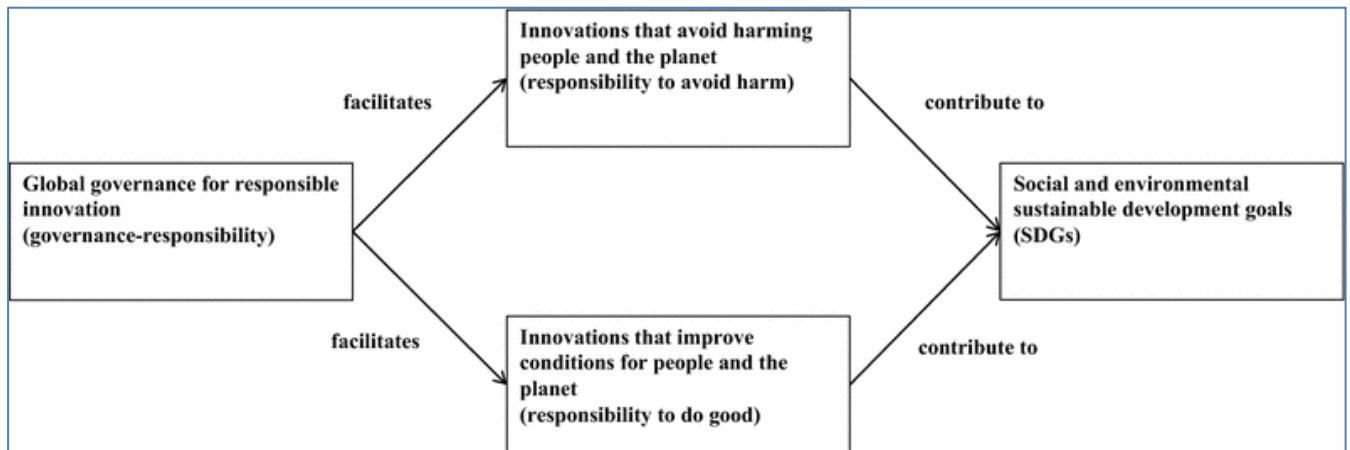 Innovations that avoid harming
people and the planet
(responsibility to avoid harm)
facilitates
contribute to
Global governance for responsible
innovation
(governance-responsibility)
Social and environmental
sustainable development goals
(SDGs)
facilitates
contribute to
Innovations that improve
conditions for people and the
planet
(responsibility to do good)